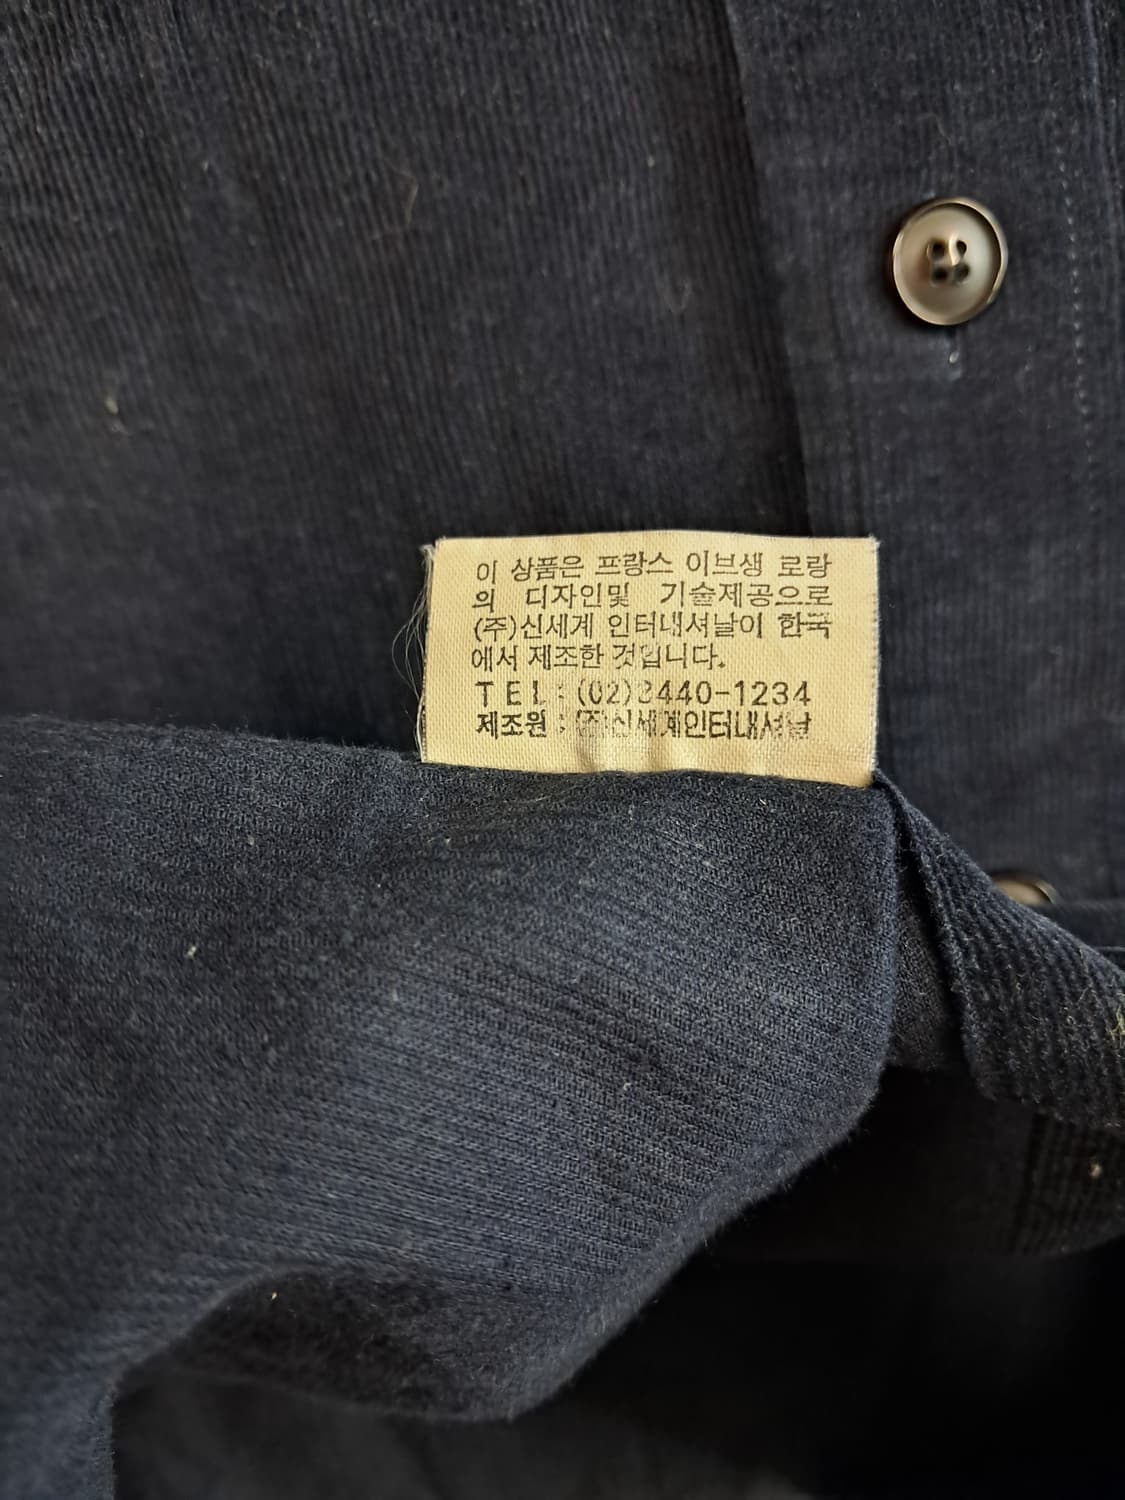 이 상품은 프랑스 이브생 로랑
의 디자인및 기술제공으로
(주)신세계 인터내셔날이 한국
에서 제조한 것입니다.
TEL : (02)3440-1234
제조원 : (주)신세계인터내셔날